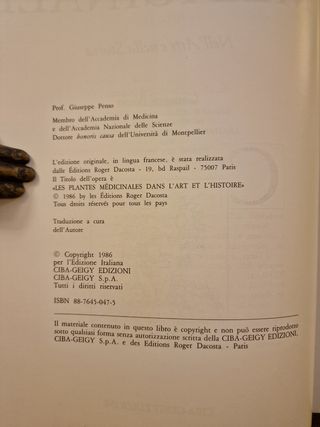 Prof. Giuseppe Penso
Membro dell'Accademia di Medicina
e dell'Accademia Nazionale delle Scienze
Dottore honoris causa dell'Università di Montpellier
L'edizione originale, in lingua francese, è stata realizzata
dalle Éditions Roger Dacosta - 19, bd Raspail - 75007 Paris
Il Titolo dell'opera è
«LES PLANTES MÉDICINALES DANS L'ART ET L'HISTOIRE»
© 1986 by les Éditions Roger Dacosta
Tous droits réservés pour tous les pays
Traduzione a cura
dell'Autore
© Copyright 1986
per l'Edizione Italiana
CIBA-GEIGY EDIZIONI
CIBA-GEIGY S.p.A.
Tutti i diritti riservati
ISBN 88-7645-047-5
Il materiale contenuto in questo libro è copyright e non può essere riprodotto
sotto qualsiasi forma senza autorizzazione scritta della CIBA-GEIGY EDIZIONI,
CIBA-GEIGY S.p.A. e des Editions Roger Dacosta - Paris